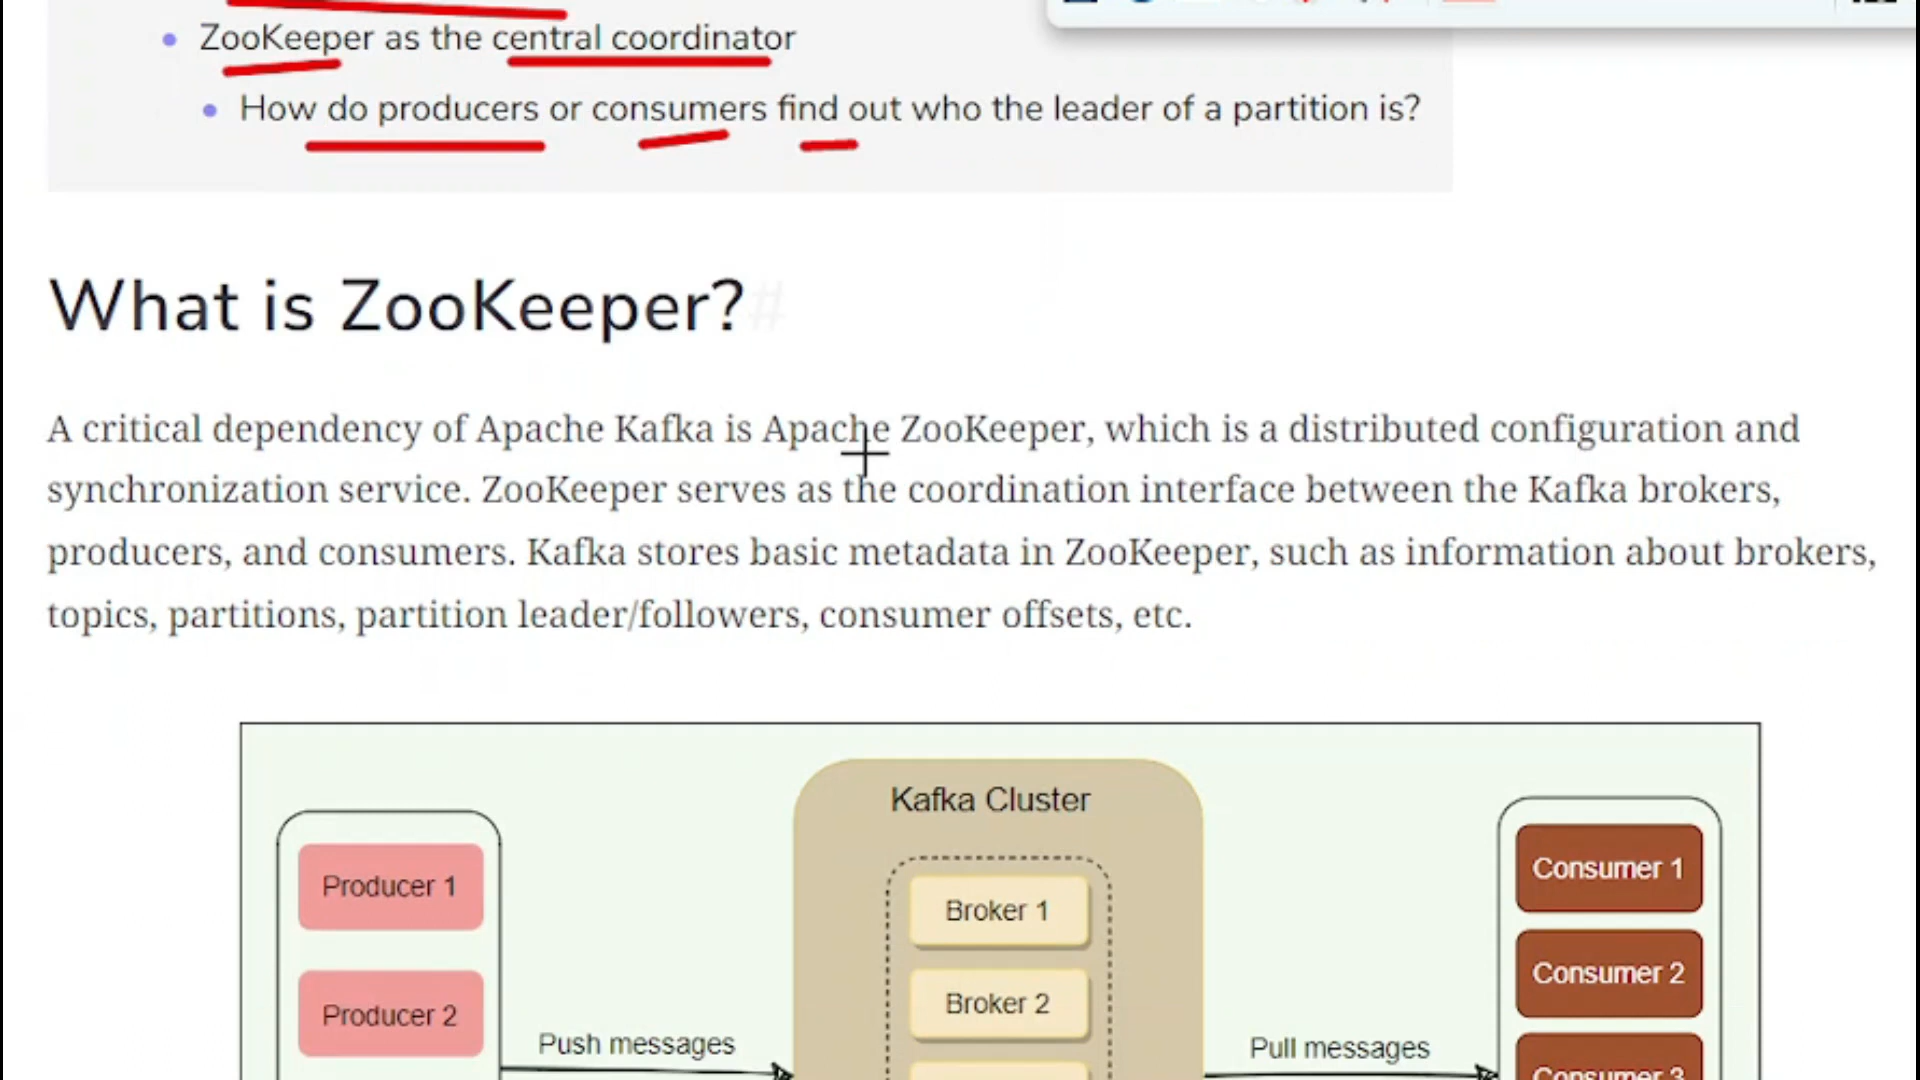 ZooKeeper as the central coordinator
How do producers or consumers find out who the leader of a partition is?
What is ZooKeeper?#
A critical dependency of Apache Kafka is Apache ZooKeeper, which is a distributed configuration and
synchronization service. ZooKeeper serves as the coordination interface between the Kafka brokers,
producers, and consumers. Kafka stores basic metadata in ZooKeeper, such as information about brokers,
topics, partitions, partition leader/followers, consumer offsets, etc.
Kafka Cluster
Producer 1
Producer 2
Push messages
Broker 1
Broker 2
Pull messages
Consumer 1
Consumer 2
Consumer 3